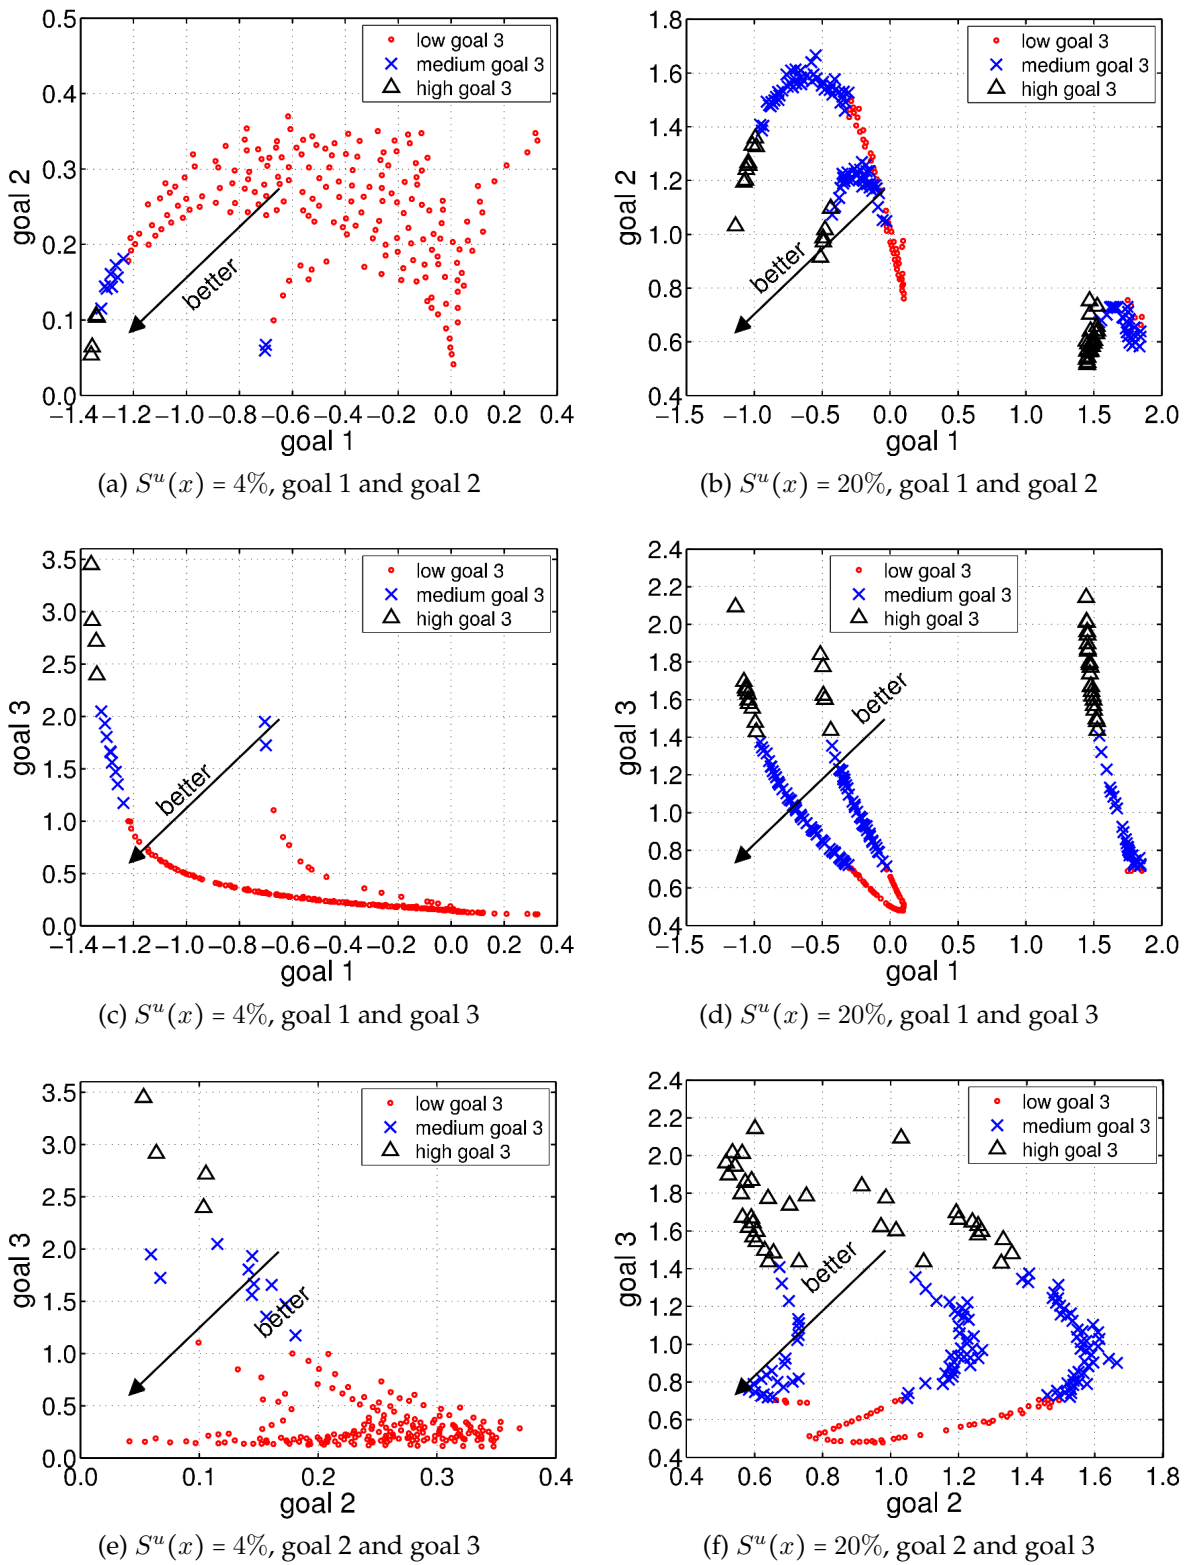 0.5
0.4
0.3
0.2
0.1
0.0
goal 2
low goal 3
medium goal 3
high goal 3
better
−1.4 −1.2 −1.0 −0.8 −0.6 −0.4 −0.2 0.0 0.2 0.4
goal 1
(a) S^u(x) = 4%, goal 1 and goal 2
1.8
1.6
1.4
1.2
1.0
0.8
0.6
0.4
goal 2
low goal 3
medium goal 3
high goal 3
better
−1.5 −1.0 −0.5 0.0 0.5 1.0 1.5 2.0
goal 1
(b) S^u(x) = 20%, goal 1 and goal 2
3.5
3.0
2.5
2.0
1.5
1.0
0.5
0.0
goal 3
low goal 3
medium goal 3
high goal 3
better
−1.4 −1.2 −1.0 −0.8 −0.6 −0.4 −0.2 0.0 0.2 0.4
goal 1
(c) S^u(x) = 4%, goal 1 and goal 3
2.4
2.2
2.0
1.8
1.6
1.4
1.2
1.0
0.8
0.6
0.4
goal 3
low goal 3
medium goal 3
high goal 3
better
−1.5 −1.0 −0.5 0.0 0.5 1.0 1.5 2.0
goal 1
(d) S^u(x) = 20%, goal 1 and goal 3
3.5
3.0
2.5
2.0
1.5
1.0
0.5
0.0
goal 3
low goal 3
medium goal 3
high goal 3
better
0.0 0.1 0.2 0.3 0.4
goal 2
(e) S^u(x) = 4%, goal 2 and goal 3
2.4
2.2
2.0
1.8
1.6
1.4
1.2
1.0
0.8
0.6
0.4
goal 3
low goal 3
medium goal 3
high goal 3
better
0.4 0.6 0.8 1.0 1.2 1.4 1.6 1.8
goal 2
(f) S^u(x) = 20%, goal 2 and goal 3